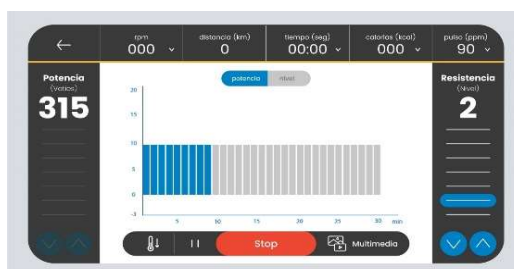 rpm
000
distancia (km)
0
tiempo (seg)
00:00
calorías (kcal)
000
pulso (ppm)
90
Potencia
(Vatios)
315
potencia
nivel
Resistencia
(Nivel)
2
20
15
10
5
0
-3
5 10 15 20 25 30 min
Stop
Multimedia